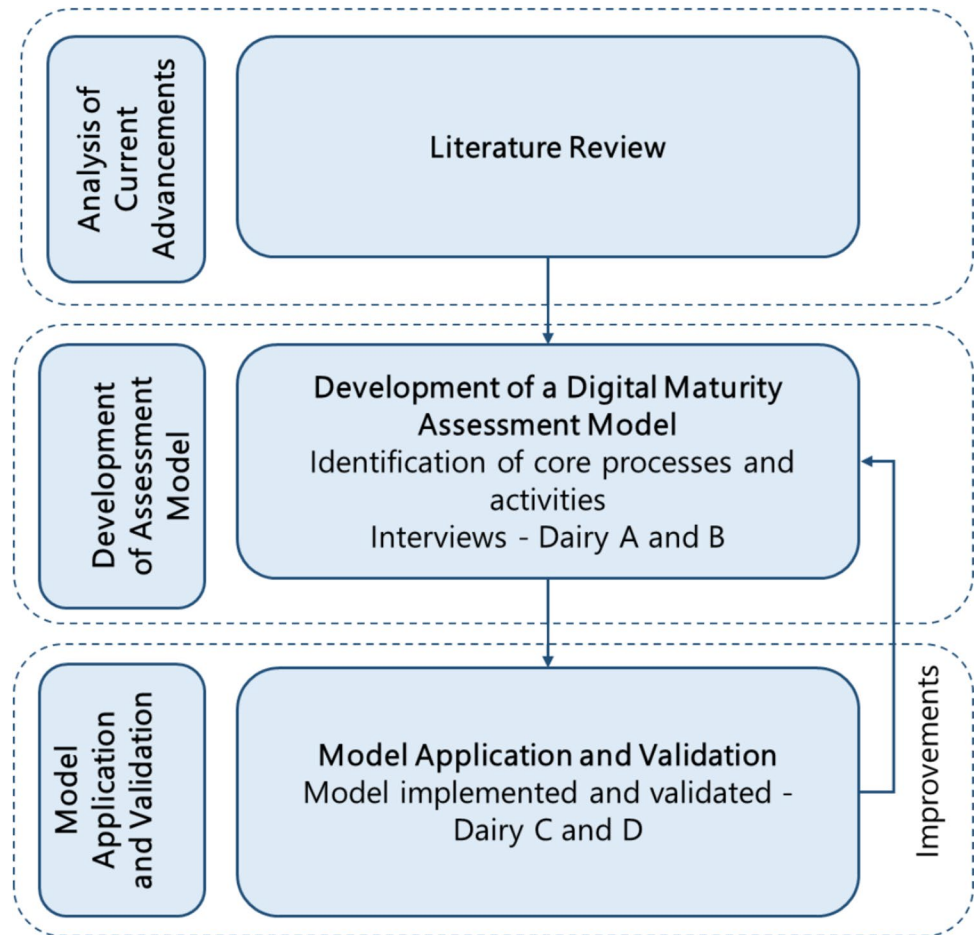 Analysis of
Current
Advancements
Literature Review
Development
of Assessment
Model
Development of a Digital Maturity
Assessment Model
Identification of core processes and
activities
Interviews - Dairy A and B
Model
Application
and Validation
Model Application and Validation
Model implemented and validated -
Dairy C and D
Improvements